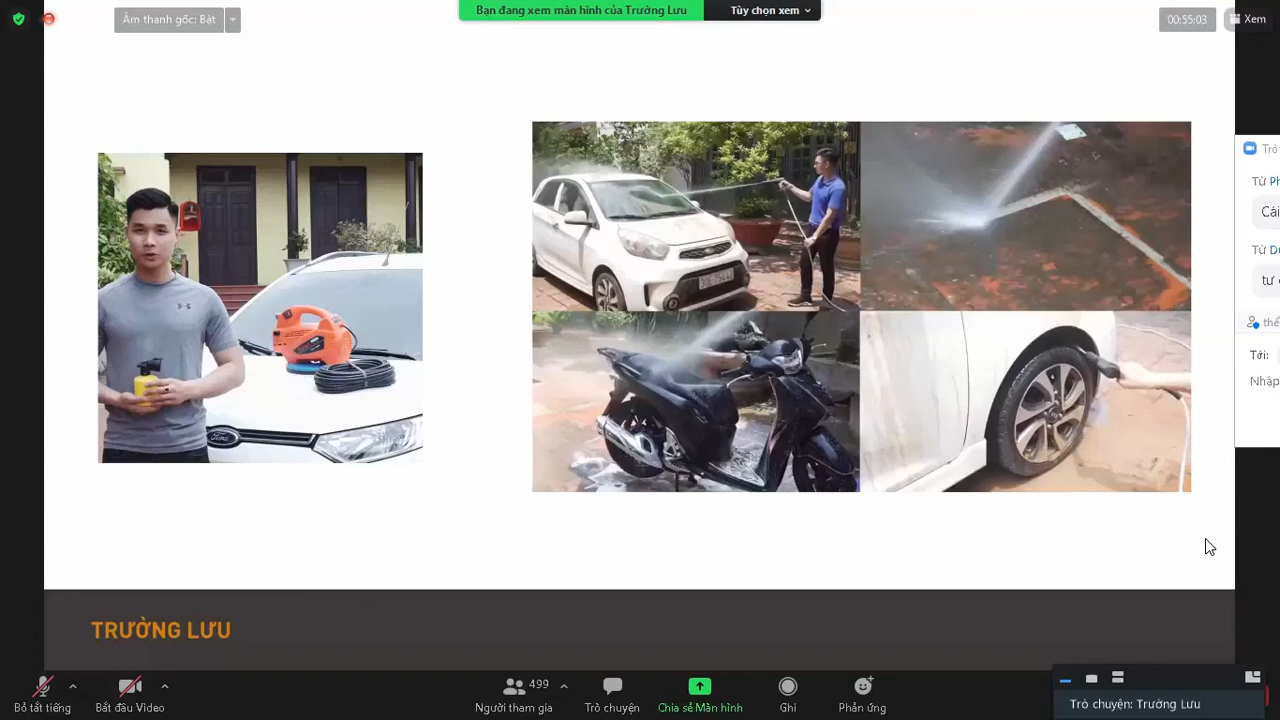 Âm thanh gốc: Bật
Bạn đang xem màn hình của Trường Lưu
Tùy chọn xem
00:55:03
Xem
Trò
Từ
Từ
tư
thể
Tới:
Nhập
TRƯỜNG LƯU
Bỏ tắt tiếng
Bắt đầu Video
499
Người tham gia
Trò chuyện
Chia sẻ Màn hình
Ghi
Phản ứng
Trò chuyện: Trường Lưu